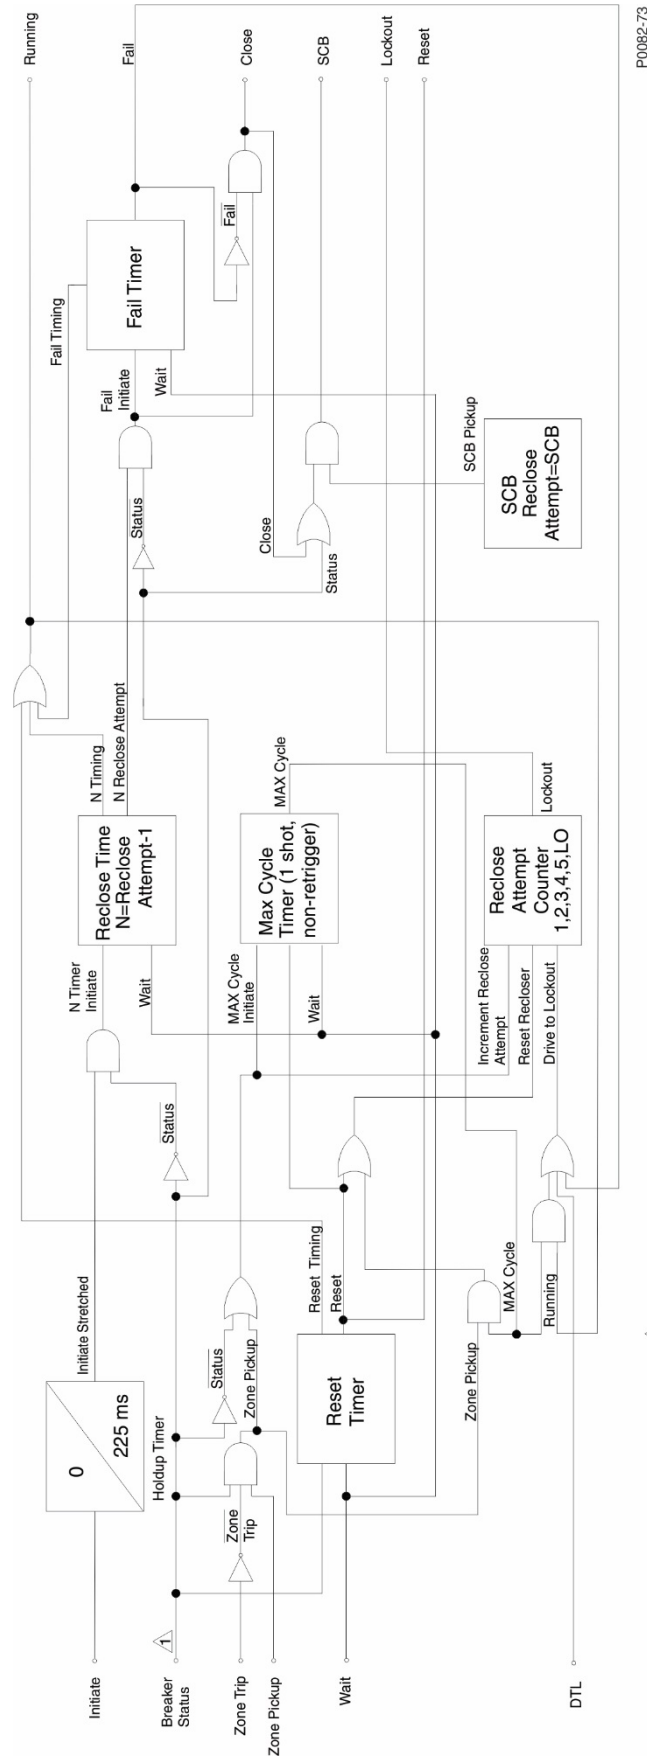 Initiate
0
225 ms
Initiate Stretched
N Timer
Initiate
Wait
Reclose Time
N=Reclose
Attempt-1
N Timing
N Reclose Attempt
Running
Fail Timing
Fail
Initiate
Wait
Fail Timer
Fail
Fail
Close
1
Breaker
Status
Holdup Timer
Status
Status
Status
Status
Close
SCB
Zone Trip
Zone
Trip
Zone Pickup
Zone Pickup
MAX Cycle
Initiate
Wait
Max Cycle
Timer (1 shot,
non-retrigger)
MAX Cycle
SCB Pickup
SCB
Reclose
Attempt=SCB
Wait
Reset
Timer
Reset Timing
Reset
Lockout
Reset
Zone Pickup
MAX Cycle
Running
Increment Reclose
Attempt
Reset Recloser
Drive to Lockout
Reclose
Attempt
Counter
1,2,3,4,5,LO
Lockout
DTL
P0082-73